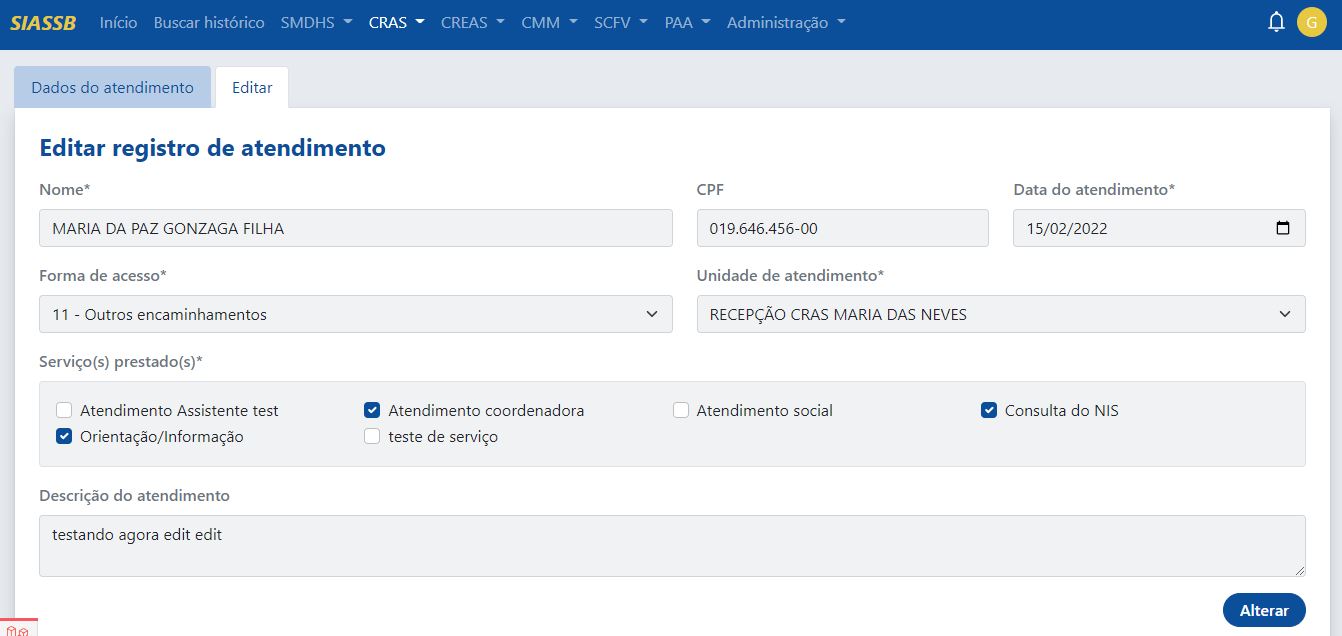 SIASSB Início Buscar histórico SMDHS CRAS CREAS CMM SCFV PAA Administração G
Dados do atendimento Editar
Editar registro de atendimento
Nome* CPF Data do atendimento*
MARIA DA PAZ GONZAGA FILHA 019.646.456-00 15/02/2022
Forma de acesso* Unidade de atendimento*
11 - Outros encaminhamentos RECEPÇÃO CRAS MARIA DAS NEVES
Serviço(s) prestado(s)*
Atendimento Assistente test Atendimento coordenadora Atendimento social Consulta do NIS
Orientação/Informação teste de serviço
Descrição do atendimento
testando agora edit edit
Alterar